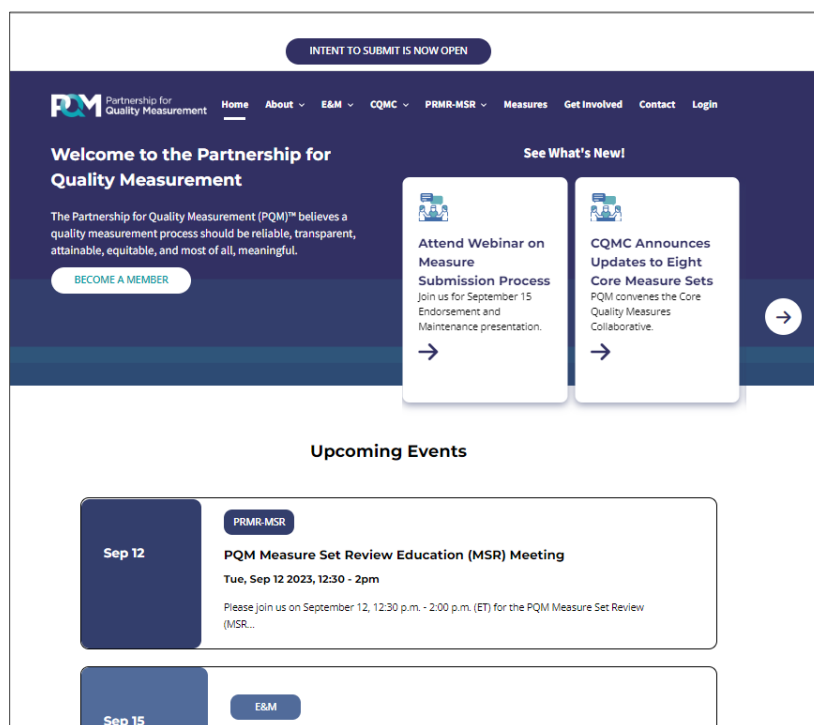 INTENT TO SUBMIT IS NOW OPEN
PQM
Partnership for
Quality Measurement
Home About E&M CQMC PRMR-MSR Measures Get Involved Contact Login
Welcome to the Partnership for
Quality Measurement
The Partnership for Quality Measurement (PQM)™ believes a
quality measurement process should be reliable, transparent,
attainable, equitable, and most of all, meaningful.
BECOME A MEMBER
See What's New!
Attend Webinar on
Measure
Submission Process
Join us for September 15
Endorsement and
Maintenance presentation.
CQMC Announces
Updates to Eight
Core Measure Sets
PQM convenes the Core
Quality Measures
Collaborative.
Upcoming Events
Sep 12
PRMR-MSR
PQM Measure Set Review Education (MSR) Meeting
Tue, Sep 12 2023, 12:30 - 2pm
Please join us on September 12, 12:30 p.m. - 2:00 p.m. (ET) for the PQM Measure Set Review
(MSR...
Sep 15
E&M